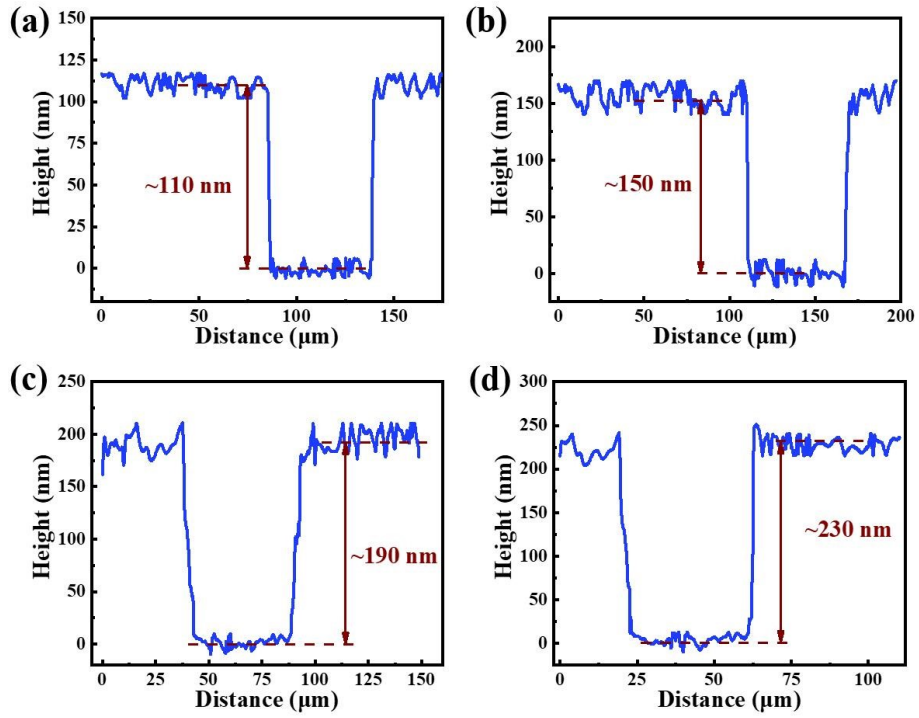 (a)
150
125
100
75
50
25
0
Height (nm)
~110 nm
0 50 100 150
Distance (μm)
(b)
200
150
100
50
0
Height (nm)
~150 nm
0 50 100 150 200
Distance (μm)
(c)
250
200
150
100
50
0
Height (nm)
~190 nm
0 25 50 75 100 125 150
Distance (μm)
(d)
300
250
200
150
100
50
0
Height (nm)
~230 nm
0 25 50 75 100
Distance (μm)